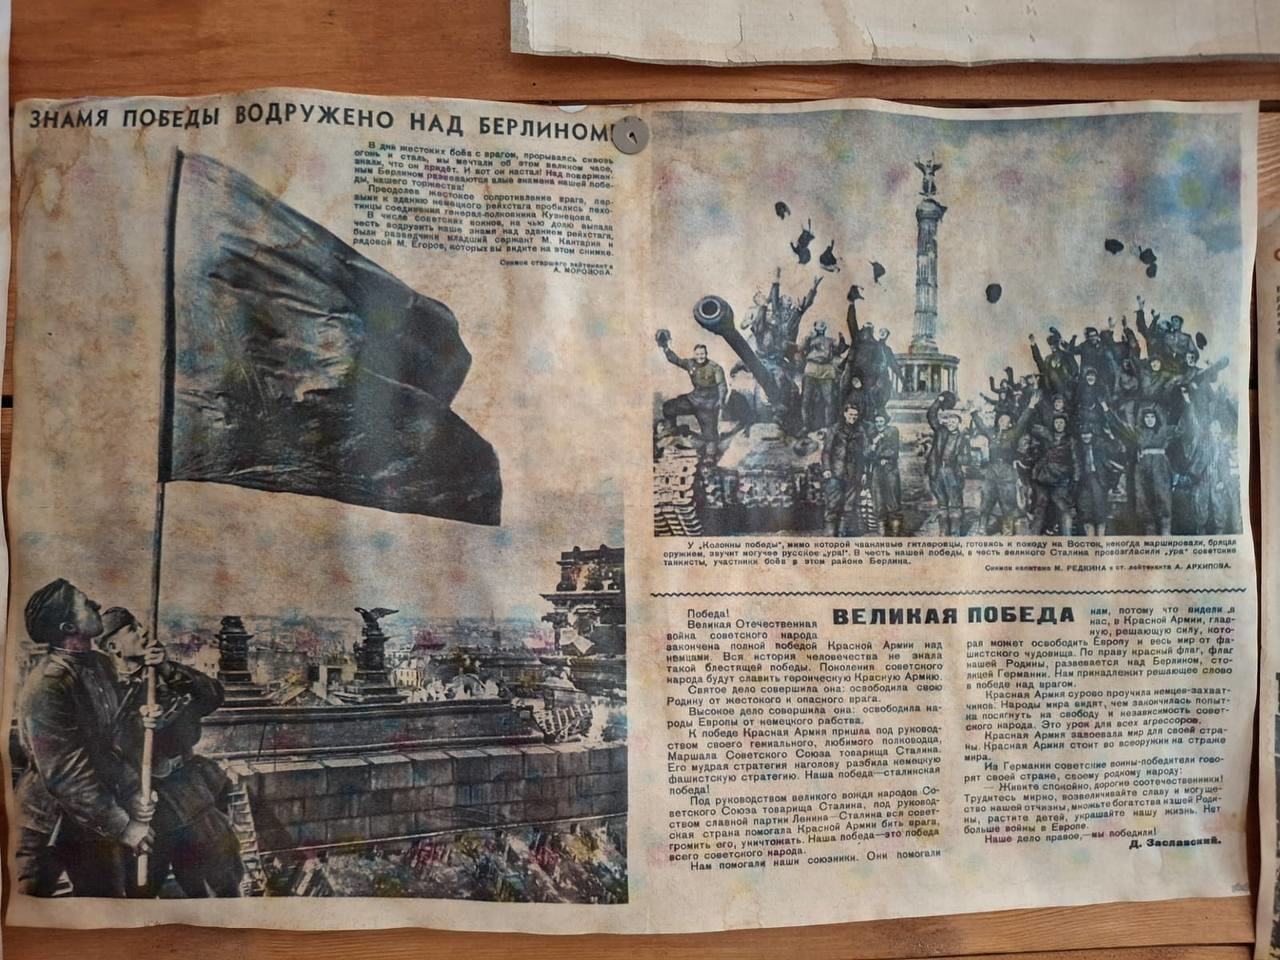 ЗНАМЯ ПОБЕДЫ ВОДРУЖЕНО НАД БЕРЛИНОМ
В дни жестоких боёв с врагом, прорываясь сквозь
огонь и сталь, мы мечтали об этом великом часе,
знали, что он придёт. И вот он настал! Над повержен-
ным Берлином развеваются алые знамена нашей побе-
ды, нашего торжества!
Преодолев жестокое сопротивление врага, пер-
выми к зданию немецкого рейхстага пробились пехо-
тинцы соединения генерал-полковника Кузнецова.
В числе советских воинов, на чью долю выпала
честь водрузить наше знамя над зданием рейхстага,
были разведчики младший сержант М. Кантария и
рядовой М. Егоров, которых вы видите на этом снимке.
Снимок старшего лейтенанта
А. МОРОЗОВА.
У „Колонны победы", мимо которой чванливые гитлеровцы, готовясь к походу на Восток, некогда маршировали, бряцая
оружием, звучит могучее русское „ура!". В честь нашей победы, в честь великого Сталина провозгласили „ура" советские
танкисты, участники боёв в этом районе Берлина.
Снимок капитана М. РЕДКИНА и ст. лейтенанта А. АРХИПОВА.
ВЕЛИКАЯ ПОБЕДА
Победа!
Великая Отечественная
война советского народа
закончена полной победой Красной Армии над
немцами. Вся история человечества не знала
такой блестящей победы. Поколения советского
народа будут славить героическую Красную Армию.
Святое дело совершила она: освободила свою
Родину от жестокого и опасного врага.
Высокое дело совершила она: освободила на-
роды Европы от немецкого рабства.
К победе Красная Армия пришла под руковод-
ством своего гениального, любимого полководца,
Маршала Советского Союза товарища Сталина.
Его мудрая стратегия наголову разбила немецкую
фашистскую стратегию. Наша победа—сталинская
победа!
Под руководством великого вождя народов Со-
ветского Союза товарища Сталина, под руковод-
ством славной партии Ленина—Сталина вся совет-
ская страна помогала Красной Армии бить врага,
громить его, уничтожать. Наша победа—это победа
всего советского народа.
Нам помогали наши союзники. Они помогали
нам, потому что видели в
нас, в Красной Армии, глав-
ную, решающую силу, кото-
рая может освободить Европу и весь мир от фа-
шистского чудовища. По праву красный флаг, флаг
нашей Родины, развевается над Берлином, сто-
лицей Германии. Нам принадлежит решающее слово
в победе над врагом.
Красная Армия сурово проучила немцев-захват-
чиков. Народы мира видят, чем закончилась попыт-
ка посягнуть на свободу и независимость совет-
ского народа. Это урок для всех агрессоров.
Красная Армия завоевала мир для своей стра-
ны. Красная Армия стоит во всеоружии на страже
мира.
Из Германии советские воины-победители гово-
рят своей стране, своему родному народу:
— Живите спокойно, дорогие соотечественники!
Трудитесь мирно, возвеличивайте славу и могуще-
ство нашей отчизны, множьте богатства нашей Роди-
ны, растите детей, украшайте нашу жизнь. Нет
больше войны в Европе.
Наше дело правое,—мы победили!
Д. Заславский.